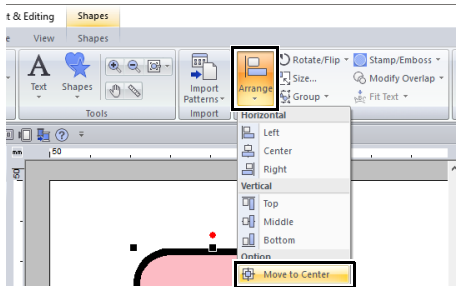 t & Editing Shapes
e View Shapes
A
Text Shapes
Tools
Import
Patterns
Import
Arrange
Rotate/Flip
Size...
Group
Stamp/Emboss
Modify Overlap
Fit Text
mm 50
Horizontal
Left
Center
Right
Vertical
Top
Middle
Bottom
Option
Move to Center